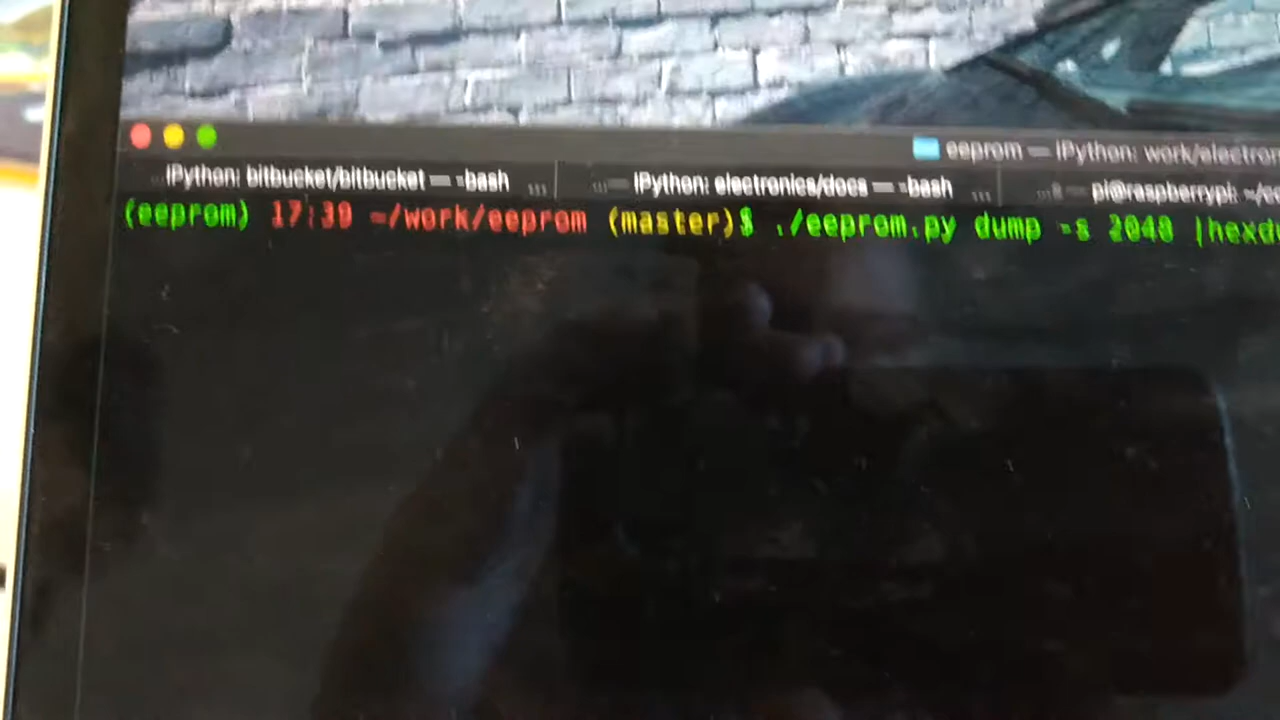 eeprom — IPython: work/electron
IPython: bitbucket/bitbucket — -bash
IPython: electronics/docs — -bash
pi@raspberrypi: ~/
(eeprom) 17:39 ~/work/eeprom (master)$ ./eeprom.py dump -s 2048 |hexdu